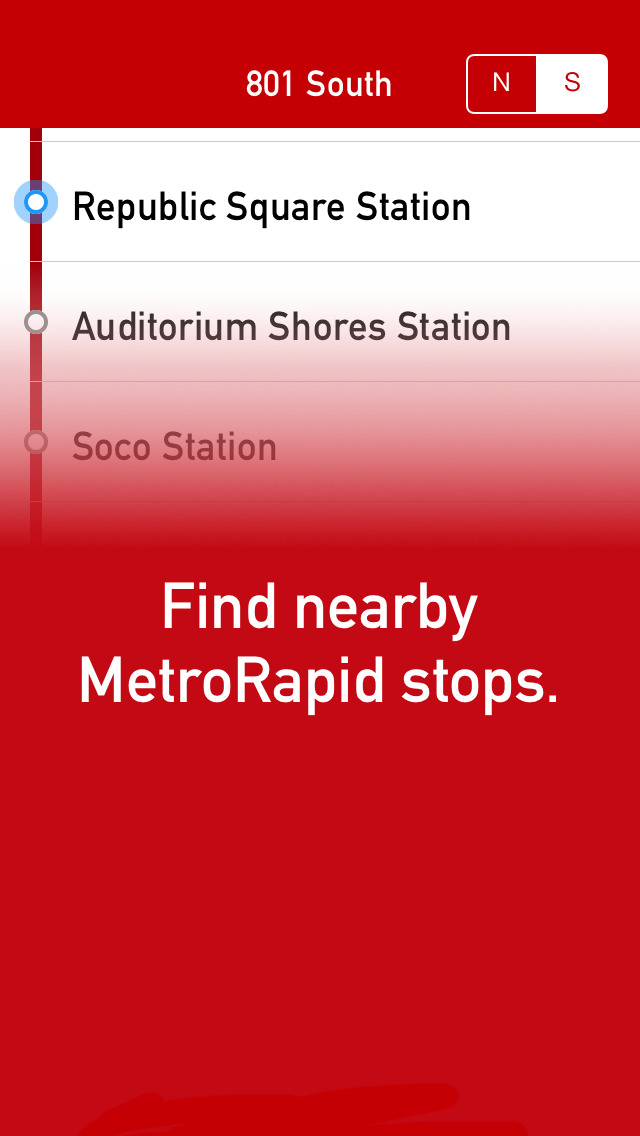 801 South
N
S
Republic Square Station
Auditorium Shores Station
Soco Station
Find nearby
MetroRapid stops.